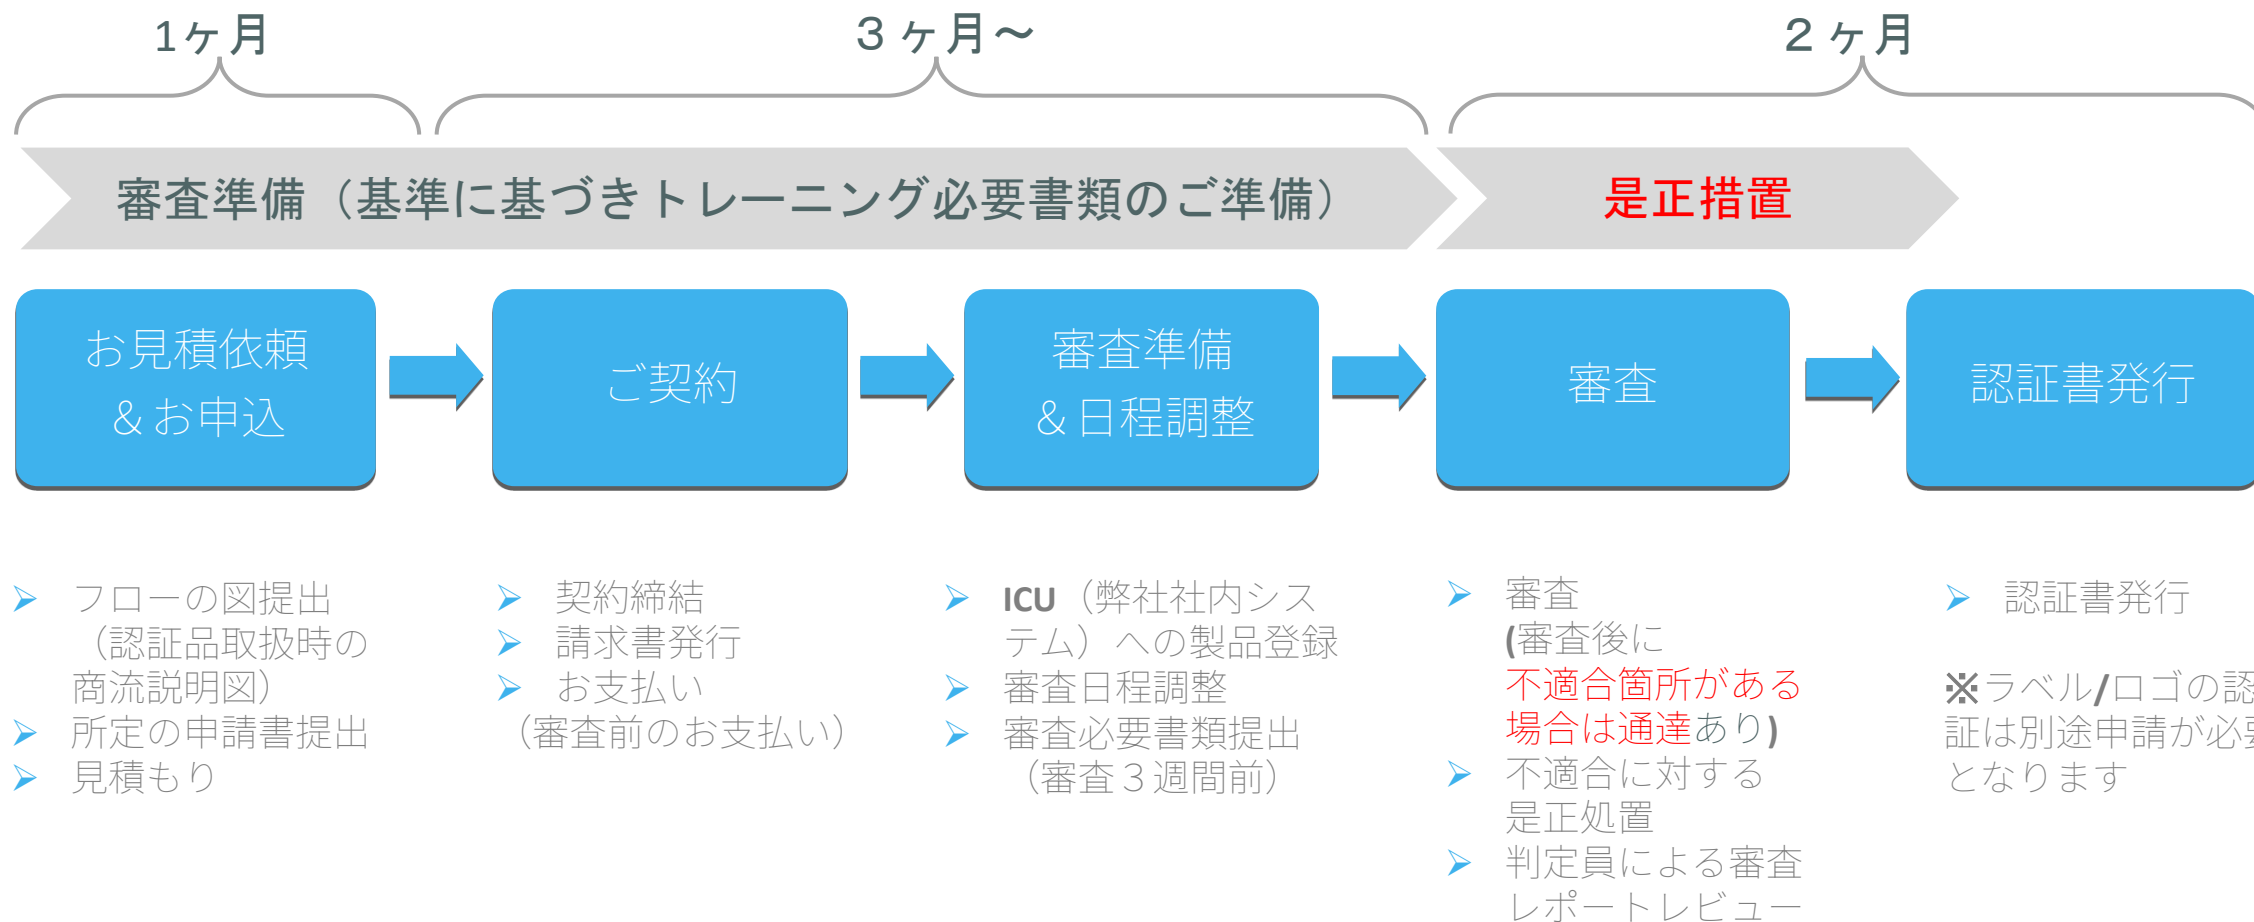 1ヶ月
３ヶ月～
２ヶ月
審査準備（基準に基づきトレーニング必要書類のご準備）
是正措置
お見積依頼
＆お申込
ご契約
審査準備
＆日程調整
審査
認証書発行
➢ フローの図提出
（認証品取扱時の
商流説明図）
➢ 所定の申請書提出
➢ 見積もり
➢ 契約締結
➢ 請求書発行
➢ お支払い
（審査前のお支払い）
➢ ICU（弊社社内シス
テム）への製品登録
➢ 審査日程調整
➢ 審査必要書類提出
（審査３週間前）
➢ 審査
(審査後に
不適合箇所がある
場合は通達あり)
➢ 不適合に対する
是正処置
➢ 判定員による審査
レポートレビュー
➢ 認証書発行
※ラベル/ロゴの認
証は別途申請が必要
となります